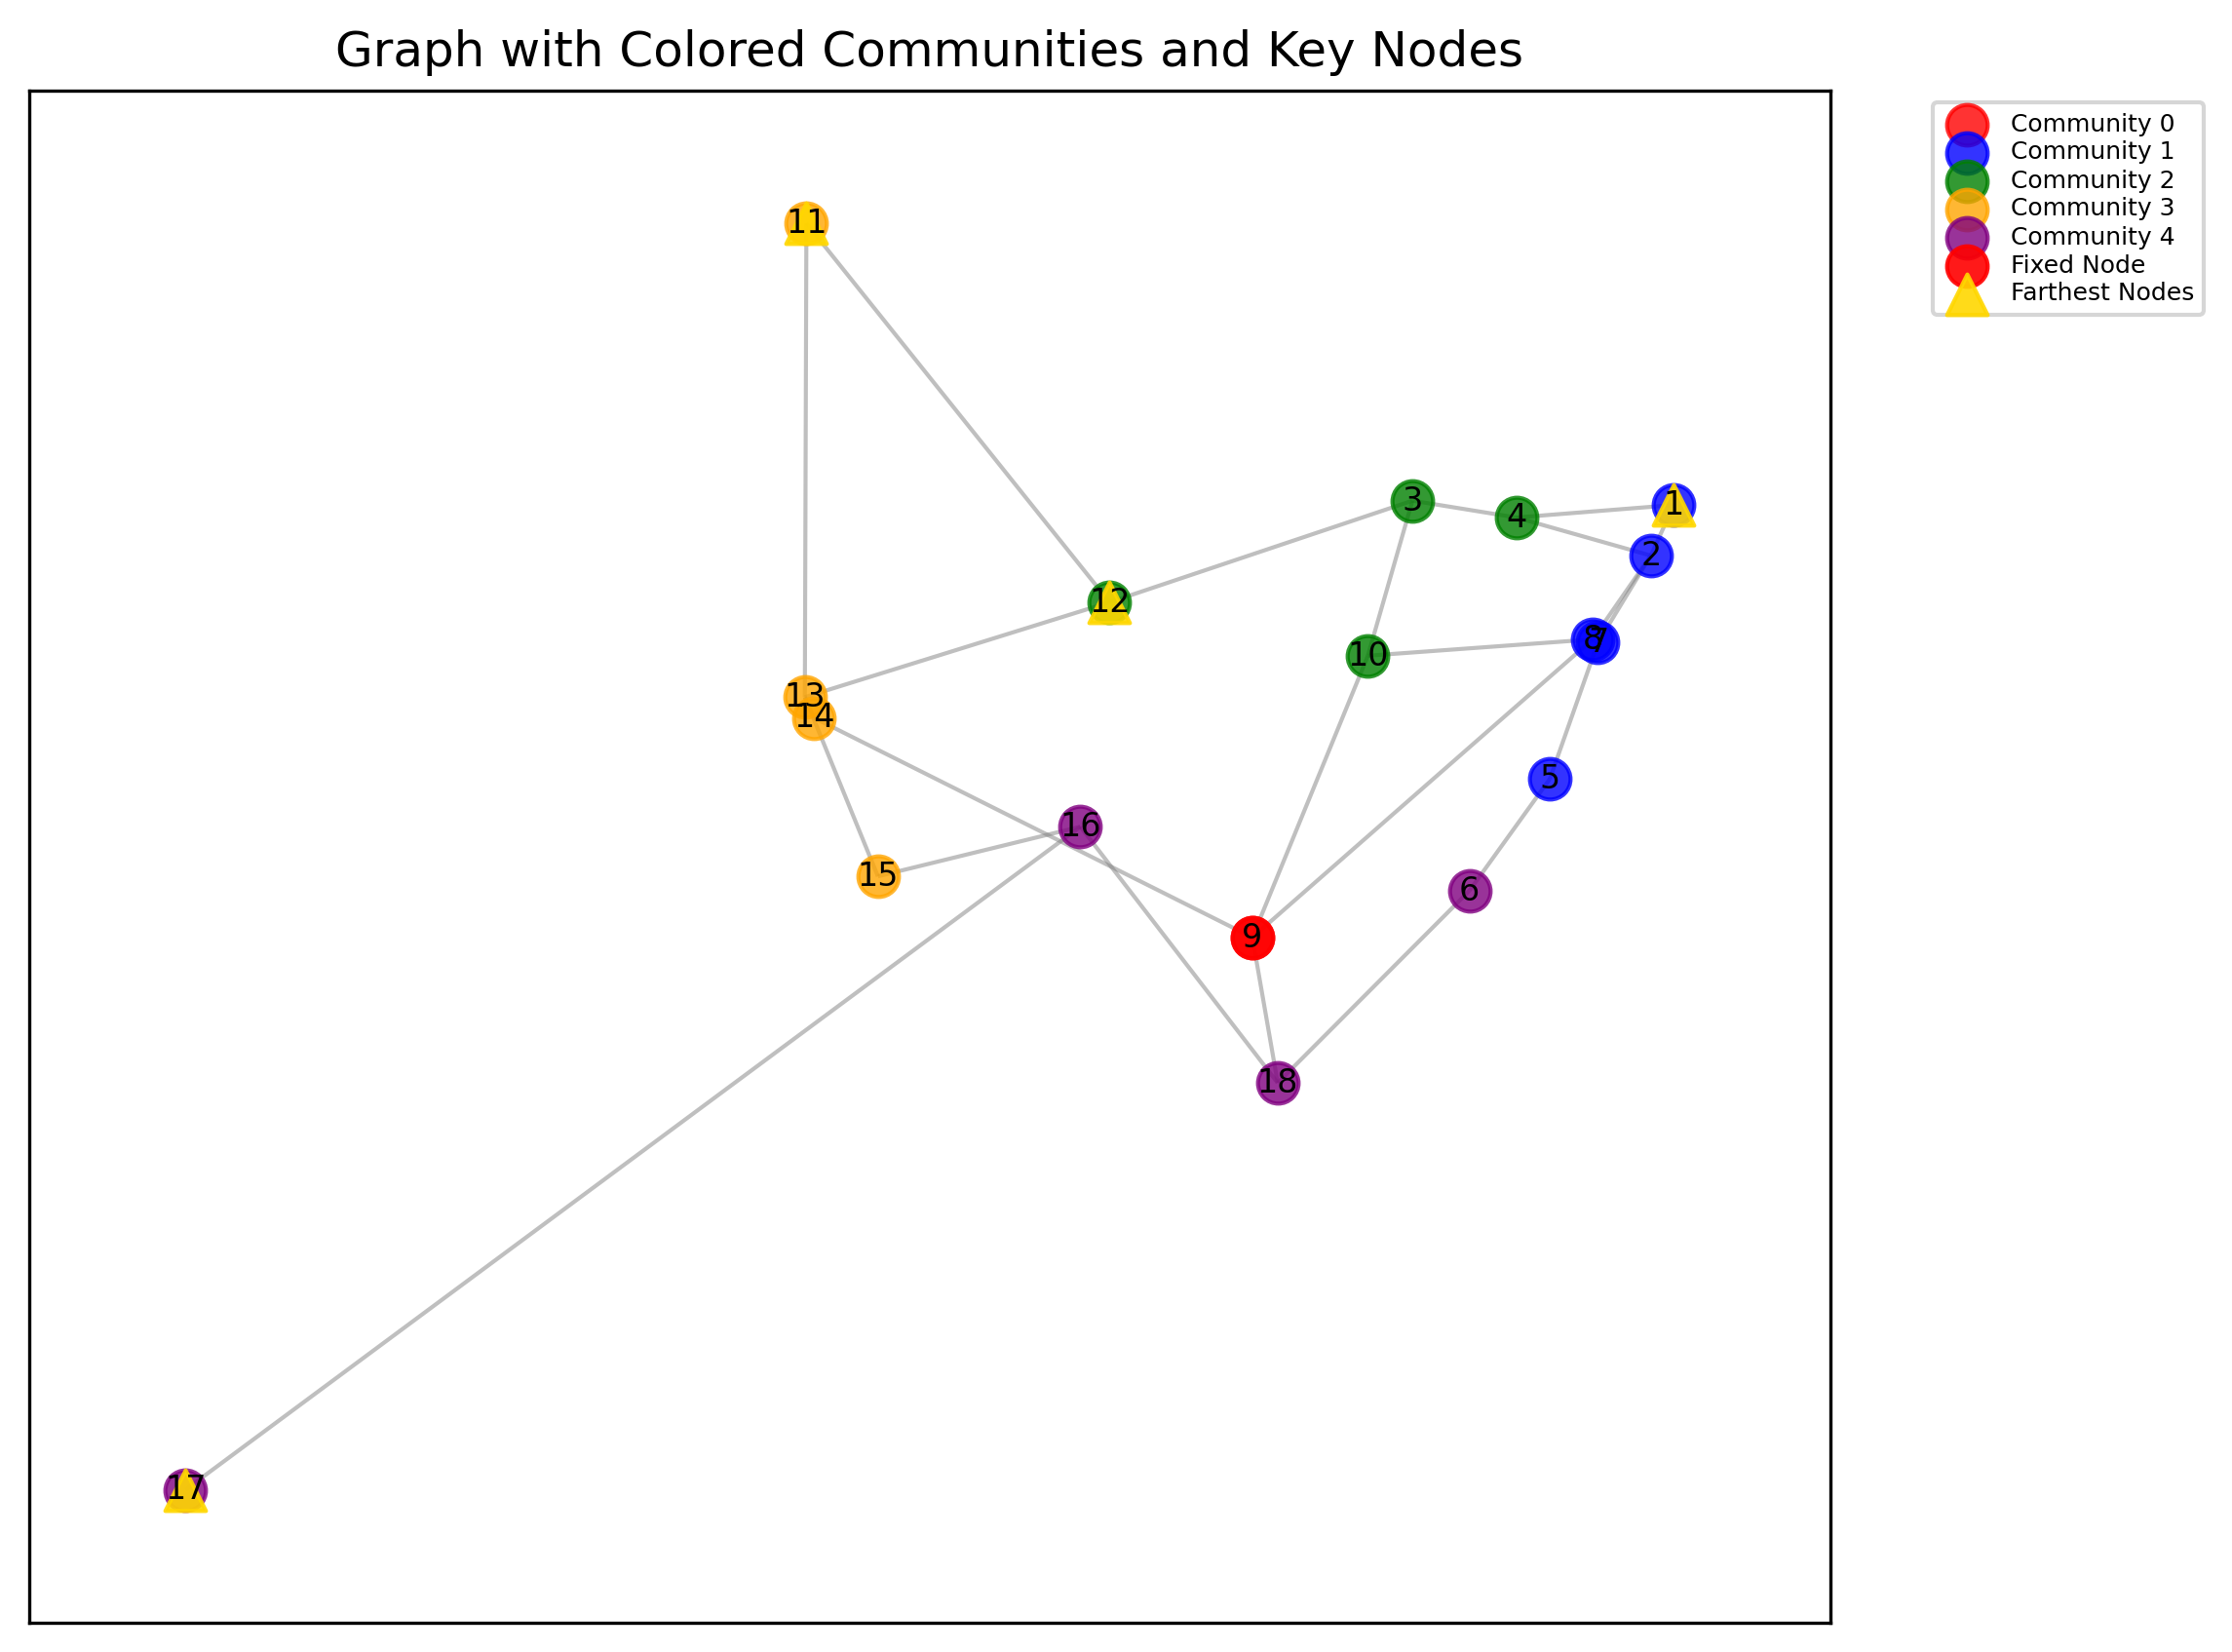 Graph with Colored Communities and Key Nodes
Community 0
Community 1
Community 2
Community 3
Community 4
Fixed Node
Farthest Nodes
11
3
1
4
2
12
8
7
10
13
14
5
16
15
6
9
18
17